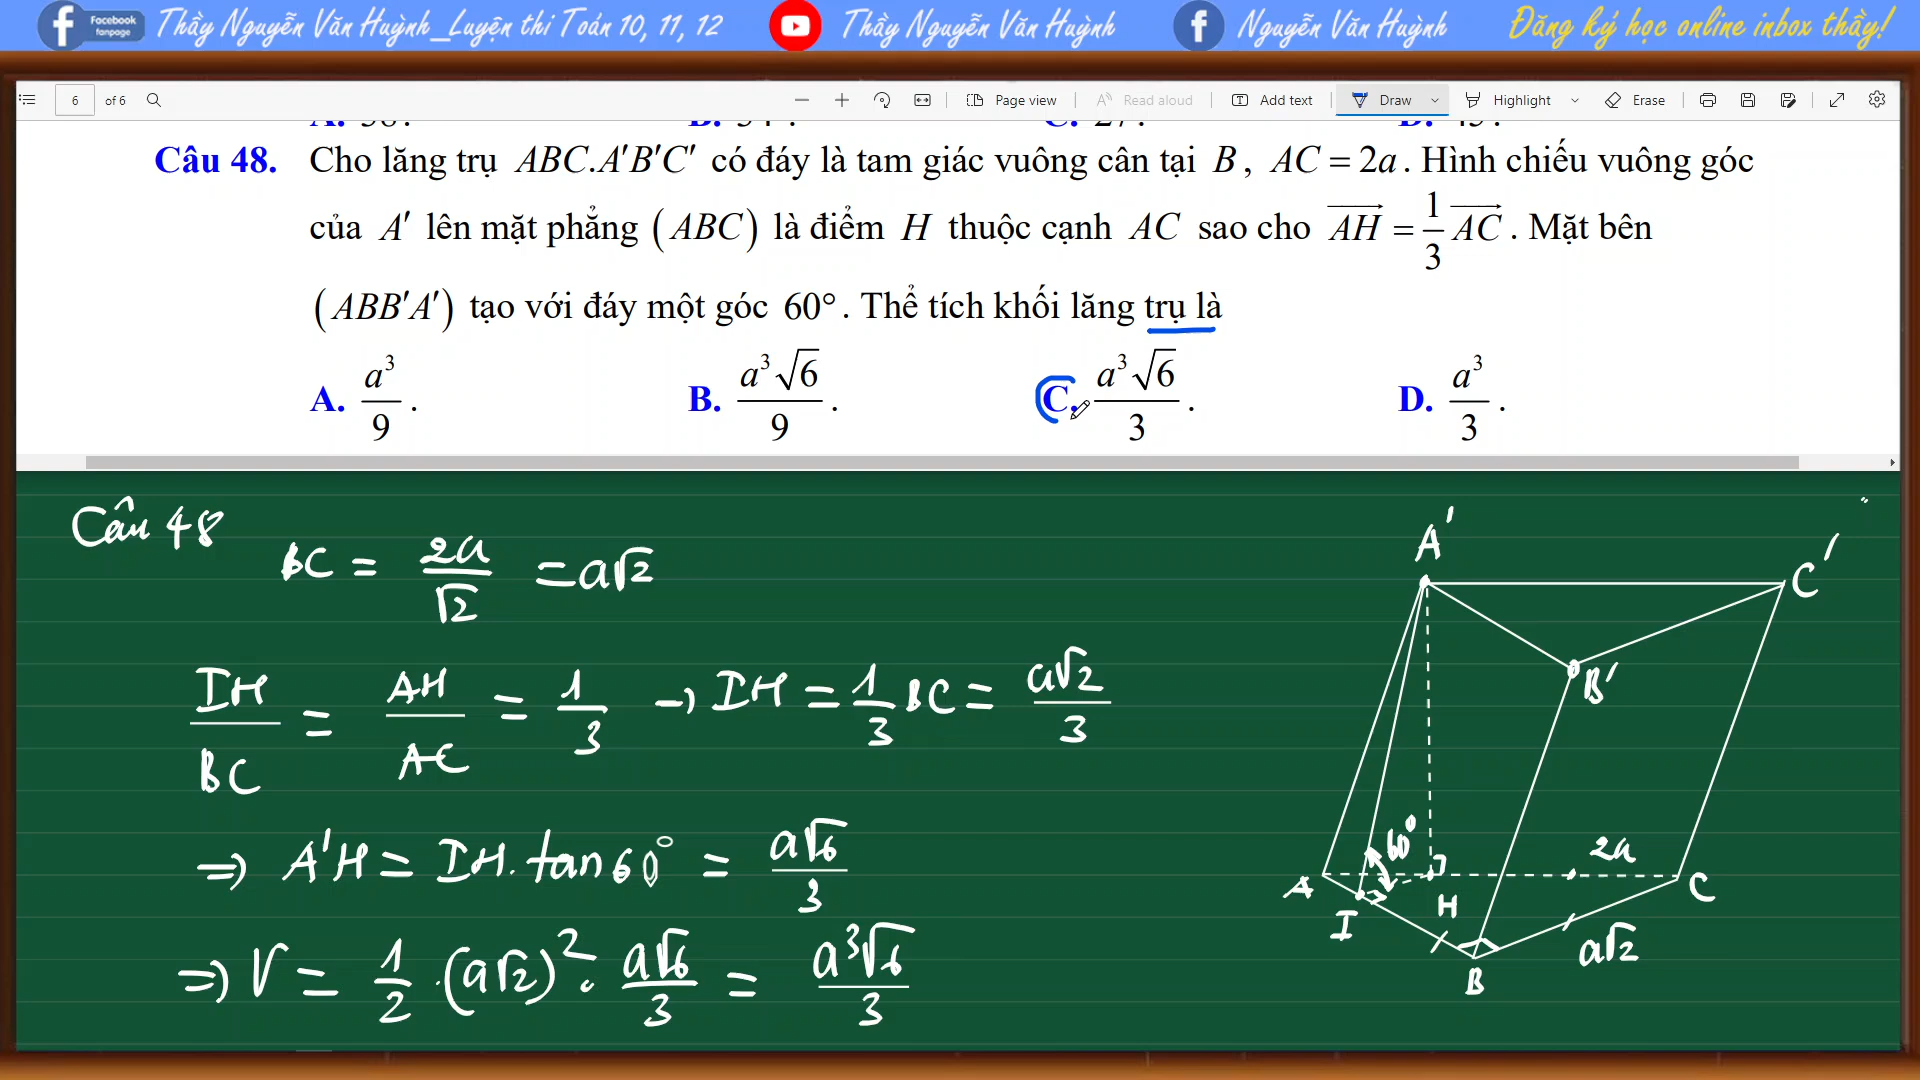 Facebook fanpage Thầy Nguyễn Văn Huỳnh_Luyện thi Toán 10, 11, 12 Thầy Nguyễn Văn Huỳnh f Nguyễn Văn Huỳnh Đăng ký học online inbox thầy!
6 of 6 Page view Read aloud Add text Draw Highlight Erase
Câu 48. Cho lăng trụ ABC.A'B'C' có đáy là tam giác vuông cân tại B, AC = 2a. Hình chiếu vuông góc
của A' lên mặt phẳng (ABC) là điểm H thuộc cạnh AC sao cho AH = 1/3 AC. Mặt bên
(ABB'A') tạo với đáy một góc 60°. Thể tích khối lăng trụ là
A. a³/9. B. a³√6/9. C. a³√6/3. D. a³/3.
Câu 48
BC = 2a/√2 = a√2
IH/BC = AH/AC = 1/3 → IH = 1/3 BC = a√2/3
⇒ A'H = IH.tan60° = a√6/3
⇒ V = 1/2 .(a√2)² . a√6/3 = a³√6/3
A'
C'
B'
60°
2a
A
H
C
I
a√2
B